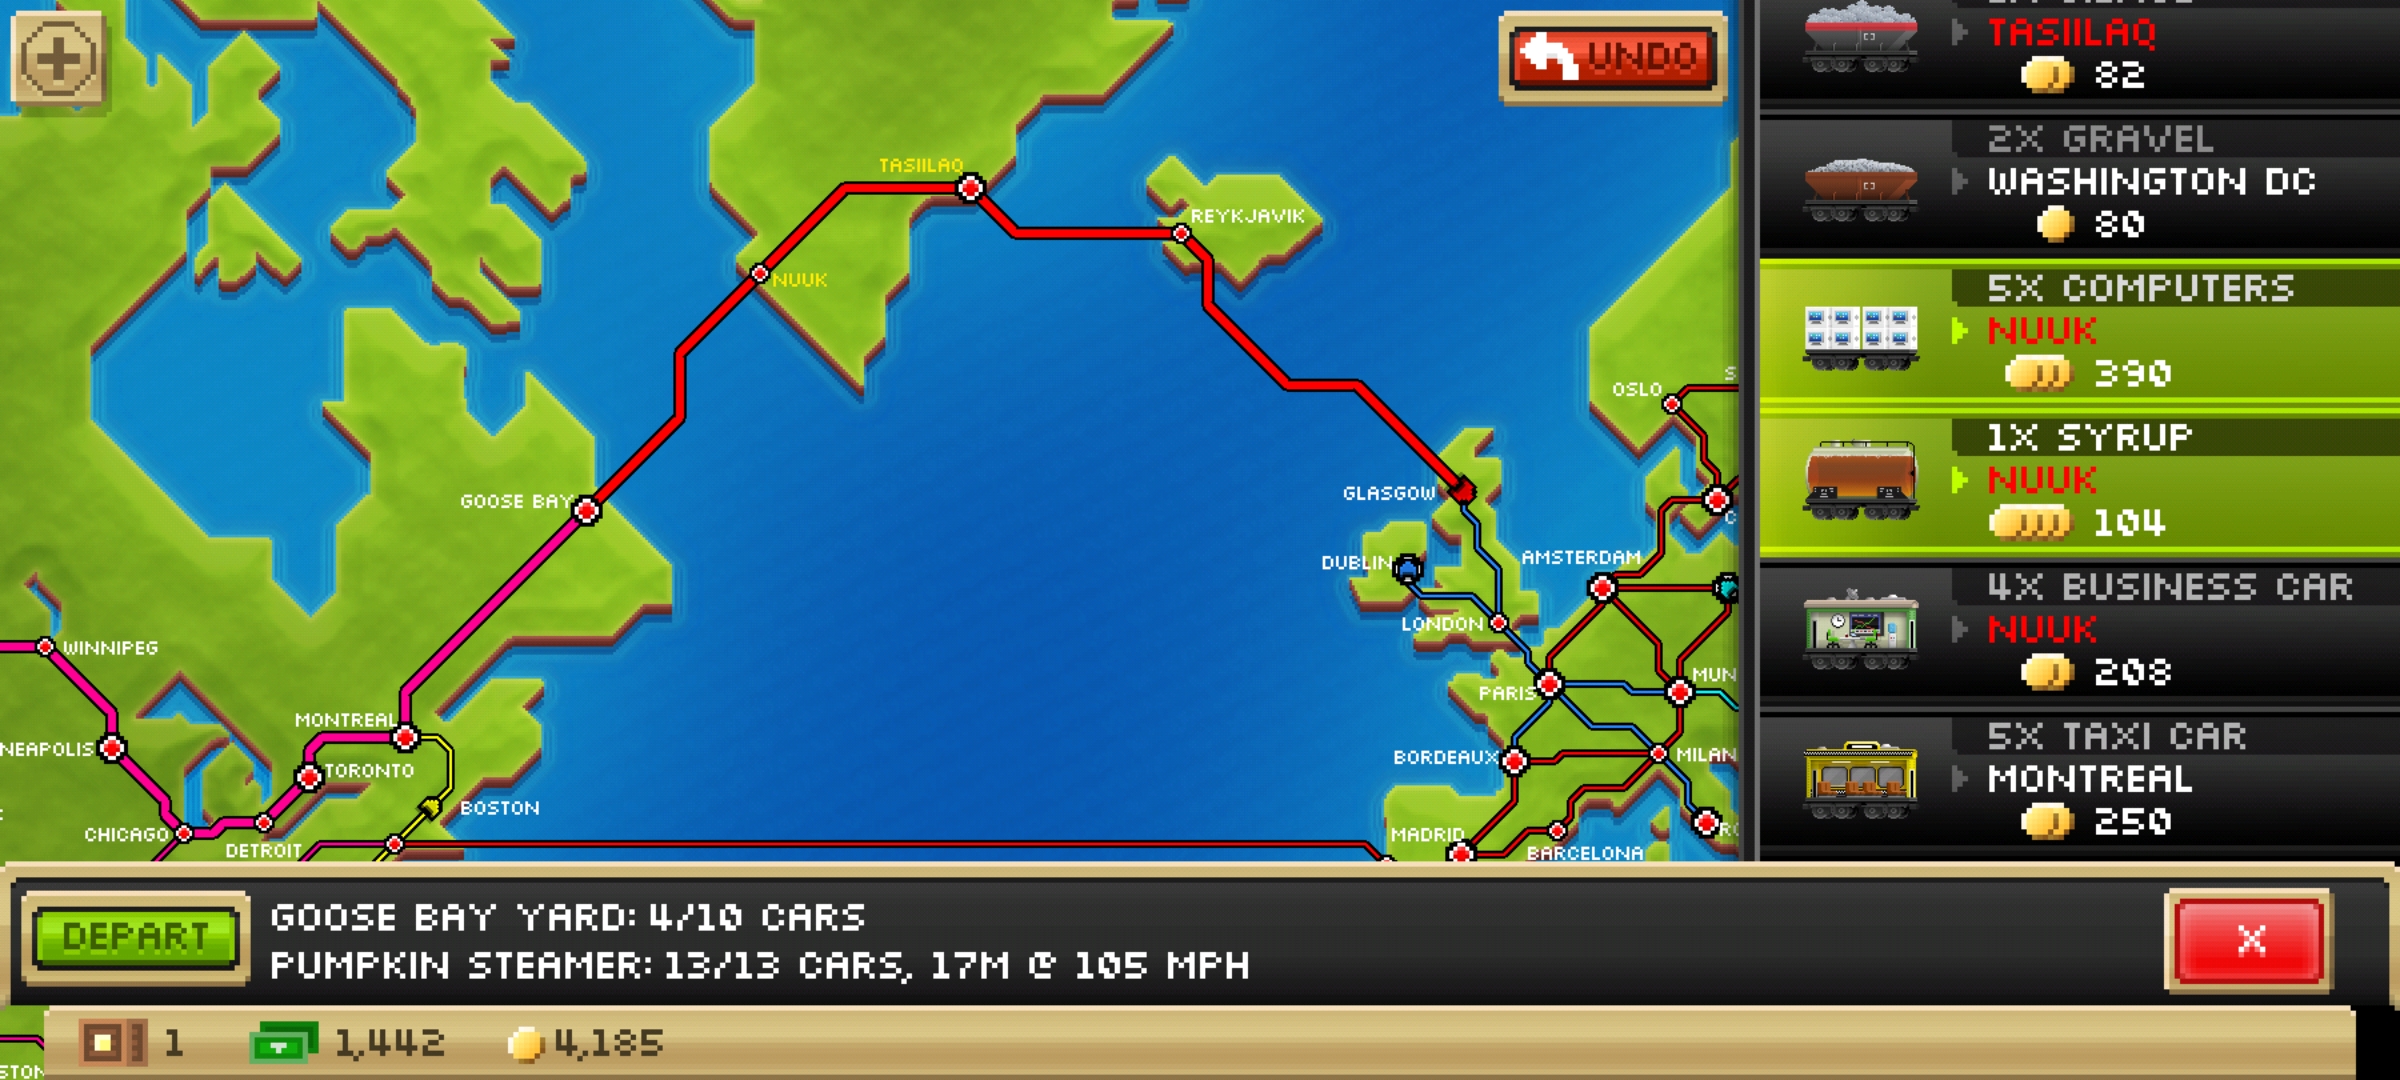 UNDO
TASIILAQ
REYKJAVIK
NUUK
OSLO
GOOSE BAY
GLASGOW
AMSTERDAM
DUBLIN
LONDON
WINNIPEG
MUN
PARIS
MONTREAL
NEAPOLIS
TORONTO
BORDEAUX
MILAN
BOSTON
CHICAGO
MADRID
DETROIT
BARCELONA
TASIILAQ
82
2X GRAVEL
WASHINGTON DC
80
5X COMPUTERS
NUUK
390
1X SYRUP
NUUK
104
4X BUSINESS CAR
NUUK
208
5X TAXI CAR
MONTREAL
250
DEPART
GOOSE BAY YARD: 4/10 CARS
PUMPKIN STEAMER: 13/13 CARS, 17M @ 105 MPH
X
1
1,442
4,185
STON